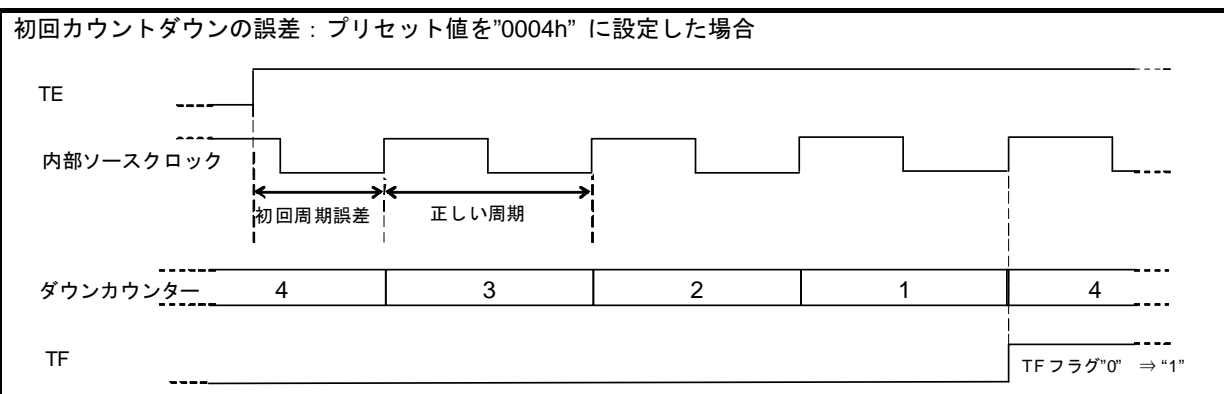 初回カウントダウンの誤差：プリセット値を"0004h" に設定した場合
TE
内部ソースクロック
初回周期誤差
正しい周期
ダウンカウンター
4
3
2
1
4
TF
TFフラグ"0" ⇒ “1”